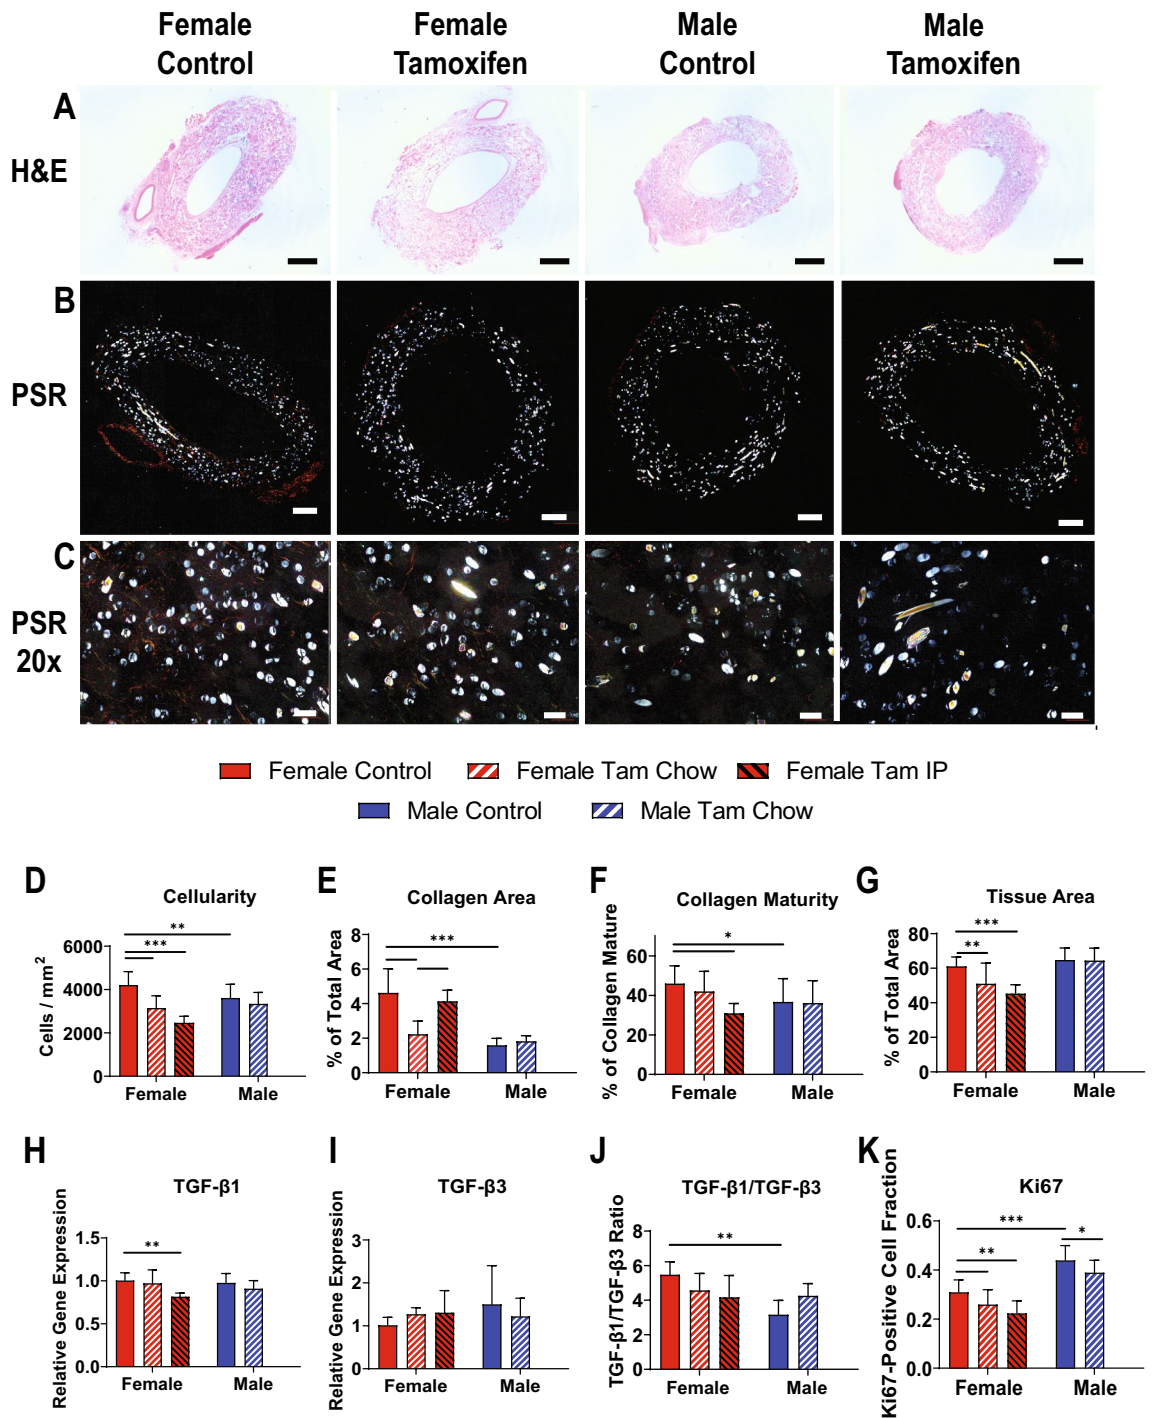 Female Control
Female Tamoxifen
Male Control
Male Tamoxifen
A
H&E
B
PSR
C
PSR 20x
Female Control
Female Tam Chow
Female Tam IP
Male Control
Male Tam Chow
D
Cellularity
Cells / mm²
6000
4000
2000
0
**
***
Female
Male
E
Collagen Area
% of Total Area
8
6
4
2
0
***
Female
Male
F
Collagen Maturity
% of Collagen Mature
60
40
20
0
*
Female
Male
G
Tissue Area
% of Total Area
80
60
40
20
0
***
**
Female
Male
H
TGF-β1
Relative Gene Expression
1.5
1.0
0.5
0.0
**
Female
Male
I
TGF-β3
Relative Gene Expression
3
2
1
0
Female
Male
J
TGF-β1/TGF-β3
TGF-β1/TGF-β3 Ratio
8
6
4
2
0
**
Female
Male
K
Ki67
Ki67-Positive Cell Fraction
0.6
0.4
0.2
0.0
***
**
*
Female
Male